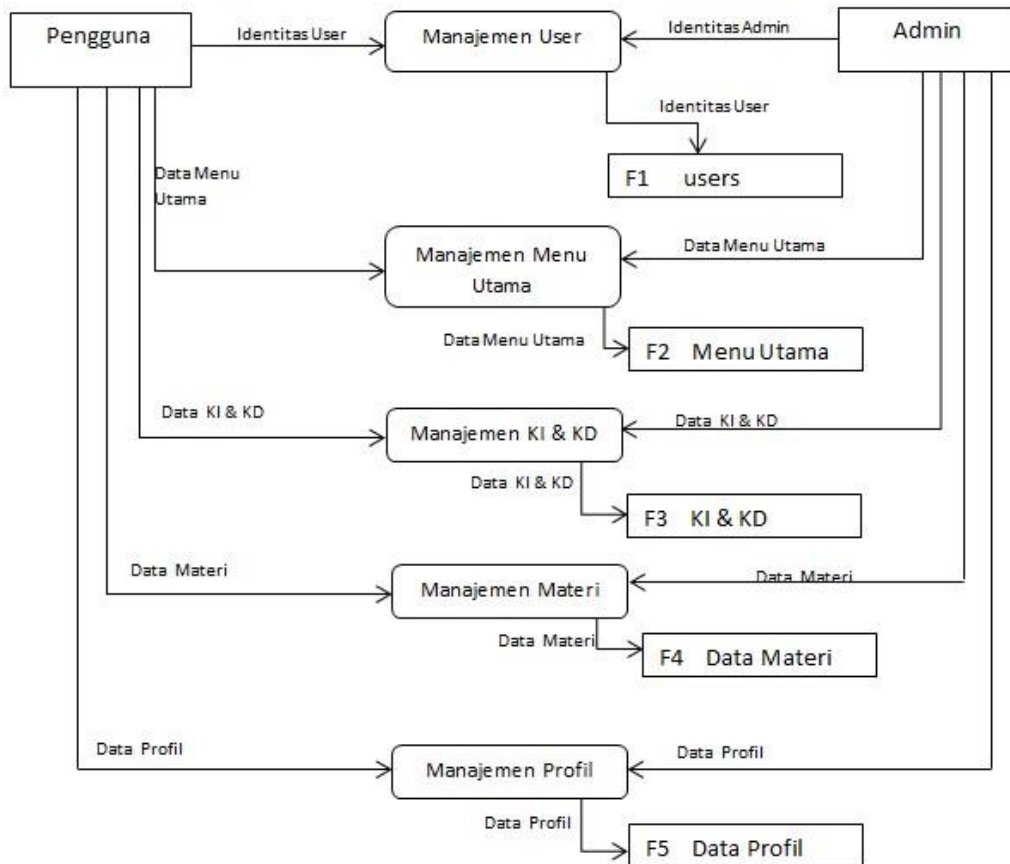 Pengguna
Identitas User
Manajemen User
Identitas Admin
Admin
Identitas User
F1 users
Data Menu
Utama
Manajemen Menu
Utama
Data Menu Utama
Data Menu Utama
F2 Menu Utama
Data KI & KD
Manajemen KI & KD
Data KI & KD
Data KI & KD
F3 KI & KD
Data Materi
Manajemen Materi
Data Materi
Data Materi
F4 Data Materi
Data Profil
Manajemen Profil
Data Profil
Data Profil
F5 Data Profil